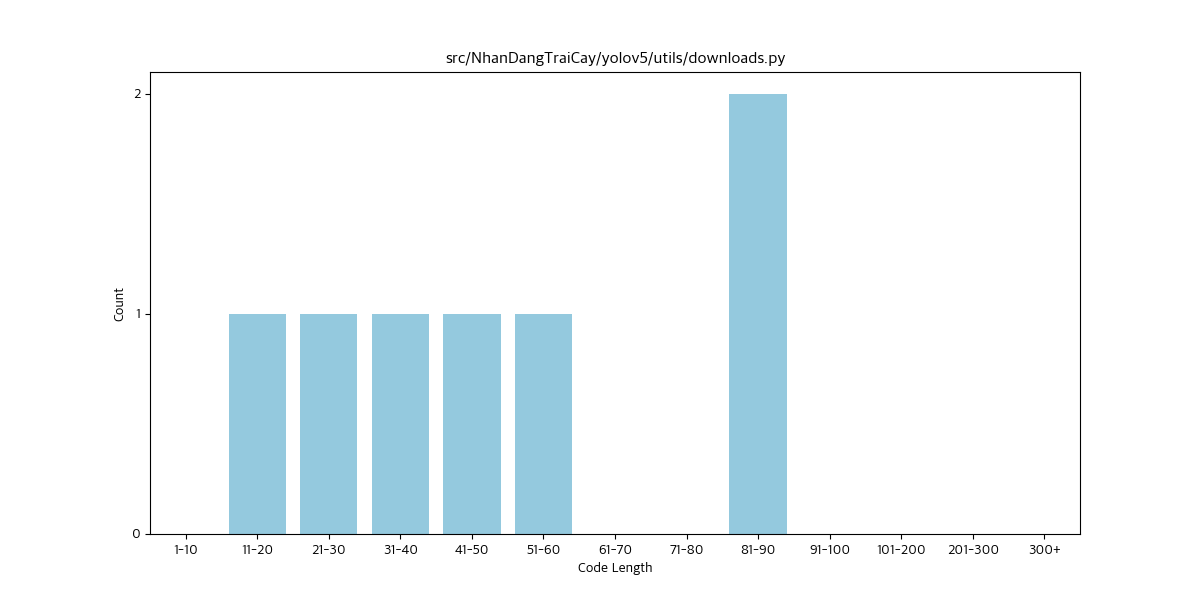 src/NhanDangTraiCay/yolov5/utils/downloads.py
2
1
0
Count
1-10 11-20 21-30 31-40 41-50 51-60 61-70 71-80 81-90 91-100 101-200 201-300 300+
Code Length